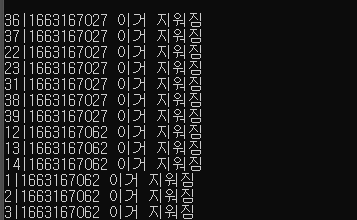 36|1663167027 이거 지워짐
37|1663167027 이거 지워짐
22|1663167027 이거 지워짐
23|1663167027 이거 지워짐
31|1663167027 이거 지워짐
38|1663167027 이거 지워짐
39|1663167027 이거 지워짐
12|1663167062 이거 지워짐
13|1663167062 이거 지워짐
14|1663167062 이거 지워짐
1|1663167062 이거 지워짐
2|1663167062 이거 지워짐
3|1663167062 이거 지워짐